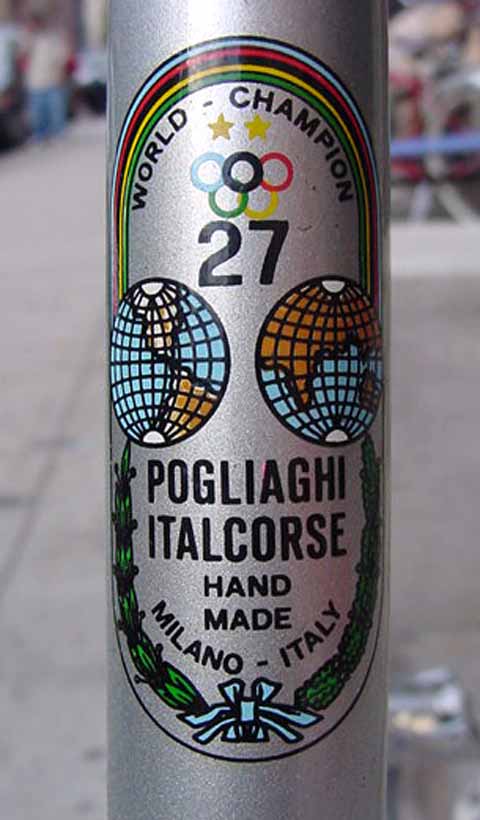 WORLD - CHAMPION
27
POGLIAGHI
ITALCORSE
HAND
MADE
MILANO - ITALY